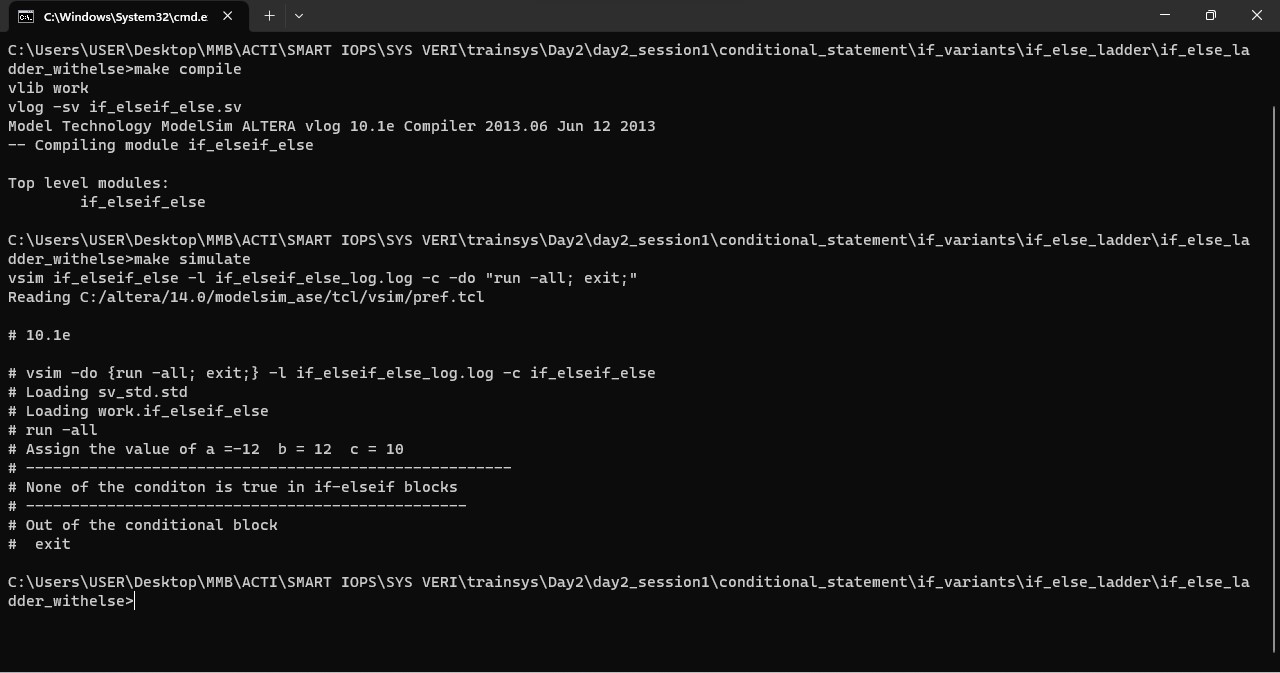 C:\Windows\System32\cmd.e
C:\Users\USER\Desktop\MMB\ACTI\SMART IOPS\SYS VERI\trainsys\Day2\day2_session1\conditional_statement\if_variants\if_else_ladder\if_else_la
dder_withelse>make compile
vlib work
vlog -sv if_elseif_else.sv
Model Technology ModelSim ALTERA vlog 10.1e Compiler 2013.06 Jun 12 2013
-- Compiling module if_elseif_else
Top level modules:
if_elseif_else
C:\Users\USER\Desktop\MMB\ACTI\SMART IOPS\SYS VERI\trainsys\Day2\day2_session1\conditional_statement\if_variants\if_else_ladder\if_else_la
dder_withelse>make simulate
vsim if_elseif_else -l if_elseif_else_log.log -c -do "run -all; exit;"
Reading C:/altera/14.0/modelsim_ase/tcl/vsim/pref.tcl
# 10.1e
# vsim -do {run -all; exit;} -l if_elseif_else_log.log -c if_elseif_else
# Loading sv_std.std
# Loading work.if_elseif_else
# run -all
# Assign the value of a =-12  b = 12  c = 10
# ------------------------------------------------------
# None of the conditon is true in if-elseif blocks
# -------------------------------------------------
# Out of the conditional block
#  exit
C:\Users\USER\Desktop\MMB\ACTI\SMART IOPS\SYS VERI\trainsys\Day2\day2_session1\conditional_statement\if_variants\if_else_ladder\if_else_la
dder_withelse>